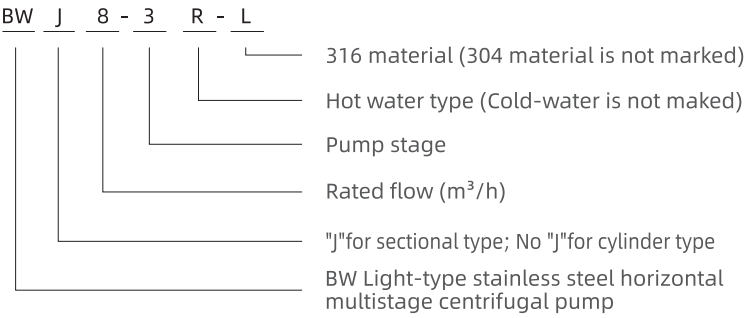 BW J 8 - 3 R - L
316 material (304 material is not marked)
Hot water type (Cold-water is not maked)
Pump stage
Rated flow (m³/h)
"J"for sectional type; No "J"for cylinder type
BW Light-type stainless steel horizontal
multistage centrifugal pump